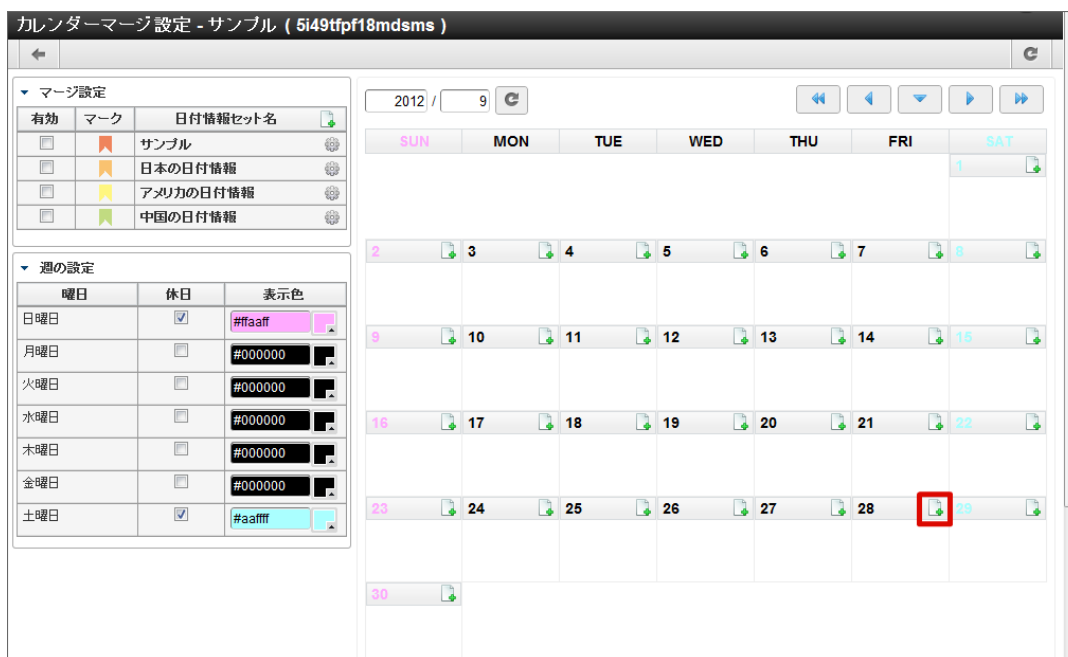 カレンダーマージ設定 - サンプル ( 5i49tfpf18mdsms )
マージ設定
有効 マーク 日付情報セット名
サンプル
日本の日付情報
アメリカの日付情報
中国の日付情報
週の設定
曜日 休日 表示色
日曜日 #ffaaff
月曜日 #000000
火曜日 #000000
水曜日 #000000
木曜日 #000000
金曜日 #000000
土曜日 #aaffff
2012 / 9
SUN MON TUE WED THU FRI SAT
1
2 3 4 5 6 7 8
9 10 11 12 13 14 15
16 17 18 19 20 21 22
23 24 25 26 27 28 29
30